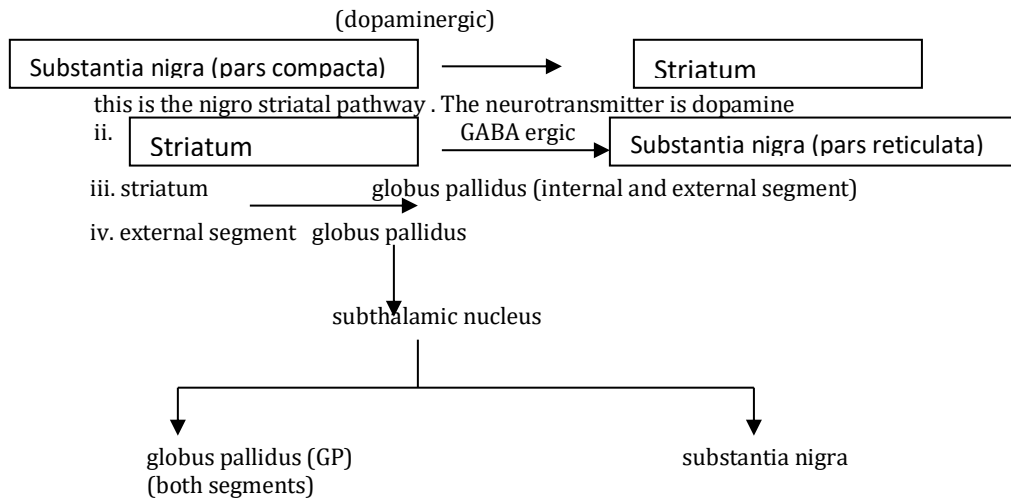 (dopaminergic)
Substantia nigra (pars compacta) Striatum
this is the nigro striatal pathway . The neurotransmitter is dopamine
ii. Striatum GABA ergic Substantia nigra (pars reticulata)
iii. striatum globus pallidus (internal and external segment)
iv. external segment globus pallidus
subthalamic nucleus
globus pallidus (GP) substantia nigra
(both segments)